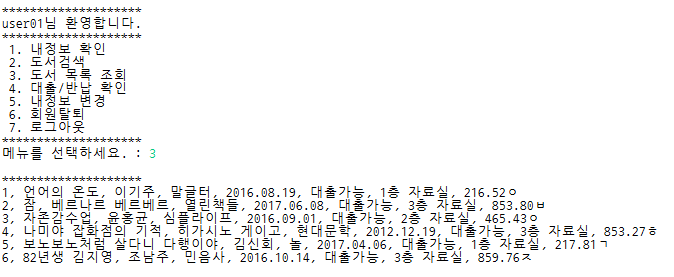 ********************
user01님 환영합니다.
********************
1. 내정보 확인
2. 도서검색
3. 도서 목록 조회
4. 대출/반납 확인
5. 내정보 변경
6. 회원탈퇴
7. 로그아웃
********************
메뉴를 선택하세요. : 3
********************
1, 언어의 온도, 이기주, 말글터, 2016.08.19, 대출가능, 1층 자료실, 216.52ㅇ
2, 잠, 베르나르 베르베르, 열린책들, 2017.06.08, 대출가능, 3층 자료실, 853.80ㅂ
3, 자존감수업, 윤홍균, 심플라이프, 2016.09.01, 대출가능, 2층 자료실, 465.43ㅇ
4, 나미야 잡화점의 기적, 히가시노 게이고, 현대문학, 2012.12.19, 대출가능, 3층 자료실, 853.27ㅎ
5, 보노보노처럼 살다니 다행이야, 김신회, 놀, 2017.04.06, 대출가능, 1층 자료실, 217.81ㄱ
6, 82년생 김지영, 조남주, 민음사, 2016.10.14, 대출가능, 3층 자료실, 859.76ㅈ